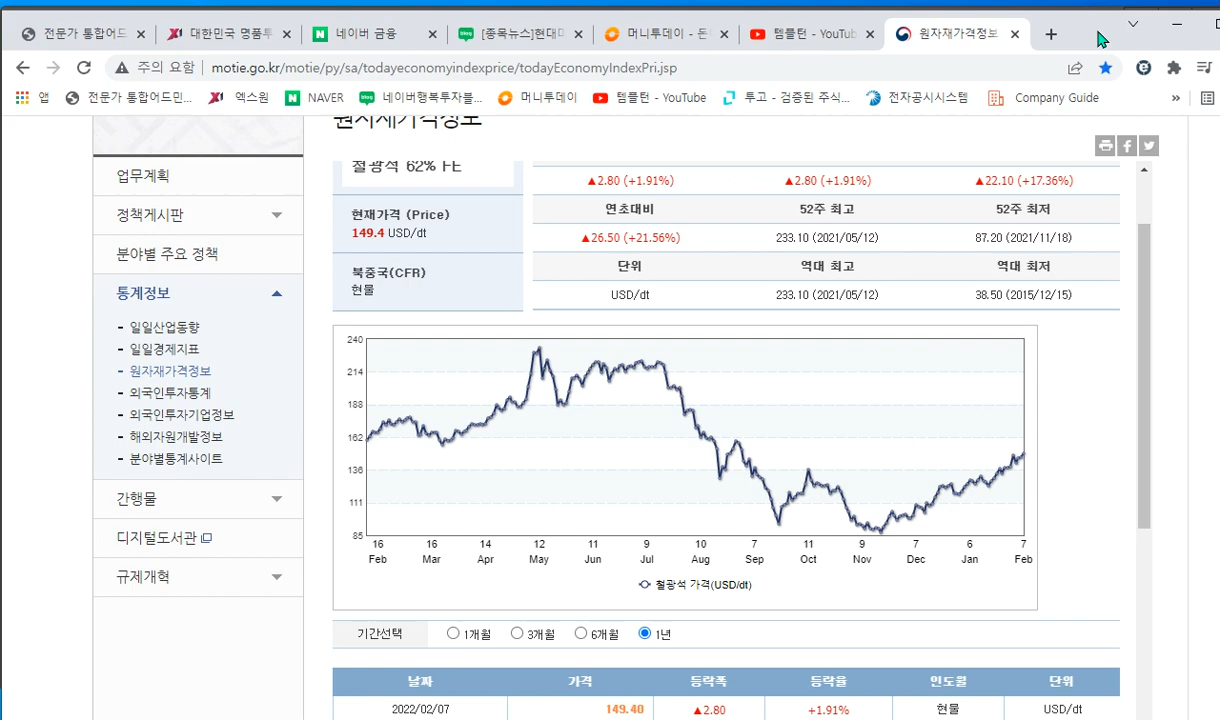 전문가 통합어드
대한민국 명품투
네이버 금융
[종목뉴스]현대미
머니투데이 - 돈
템플턴 - YouTub
원자재가격정보
주의 요함
motie.go.kr/motie/py/sa/todayeconomyindexprice/todayEconomyIndexPri.jsp
앱
전문가 통합어드민...
엑스원
NAVER
네이버행복투자블...
머니투데이
템플턴 - YouTube
투고 - 검증된 주식...
전자공시시스템
Company Guide
»
원자재가격정보
업무계획
정책게시판
분야별 주요 정책
통계정보
- 일일산업동향
- 일일경제지표
- 원자재가격정보
- 외국인투자통계
- 외국인투자기업정보
- 해외자원개발정보
- 분야별통계사이트
간행물
디지털도서관
규제개혁
철광석 62% FE
현재가격 (Price)
149.4 USD/dt
북중국(CFR)
현물
▲2.80 (+1.91%) ▲2.80 (+1.91%) ▲22.10 (+17.36%)
연초대비 52주 최고 52주 최저
▲26.50 (+21.56%) 233.10 (2021/05/12) 87.20 (2021/11/18)
단위 역대 최고 역대 최저
USD/dt 233.10 (2021/05/12) 38.50 (2015/12/15)
240
214
188
162
136
111
85
16 16 14 12 11 9 10 7 11 9 7 6 7
Feb Mar Apr May Jun Jul Aug Sep Oct Nov Dec Jan Feb
철광석 가격(USD/dt)
기간선택 1개월 3개월 6개월 1년
날짜 가격 등락폭 등락율 인도월 단위
2022/02/07 149.40 ▲2.80 +1.91% 현물 USD/dt